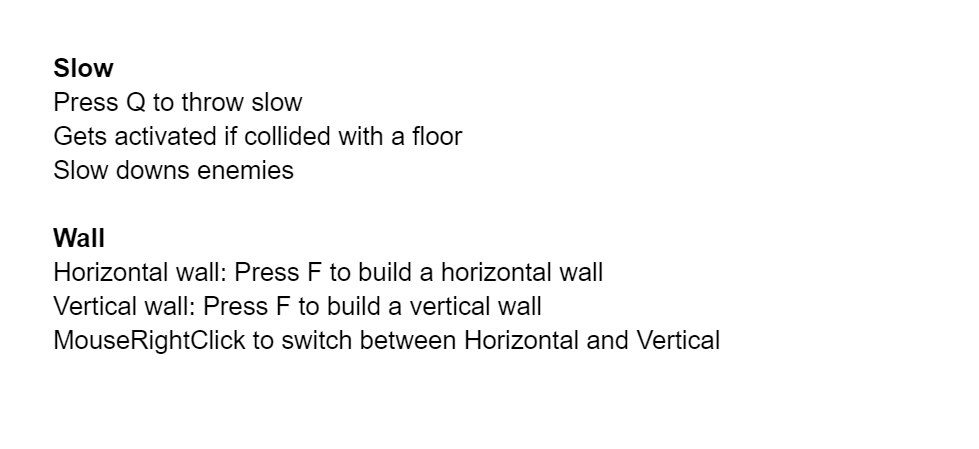 Slow
Press Q to throw slow
Gets activated if collided with a floor
Slow downs enemies
Wall
Horizontal wall: Press F to build a horizontal wall
Vertical wall: Press F to build a vertical wall
MouseRightClick to switch between Horizontal and Vertical